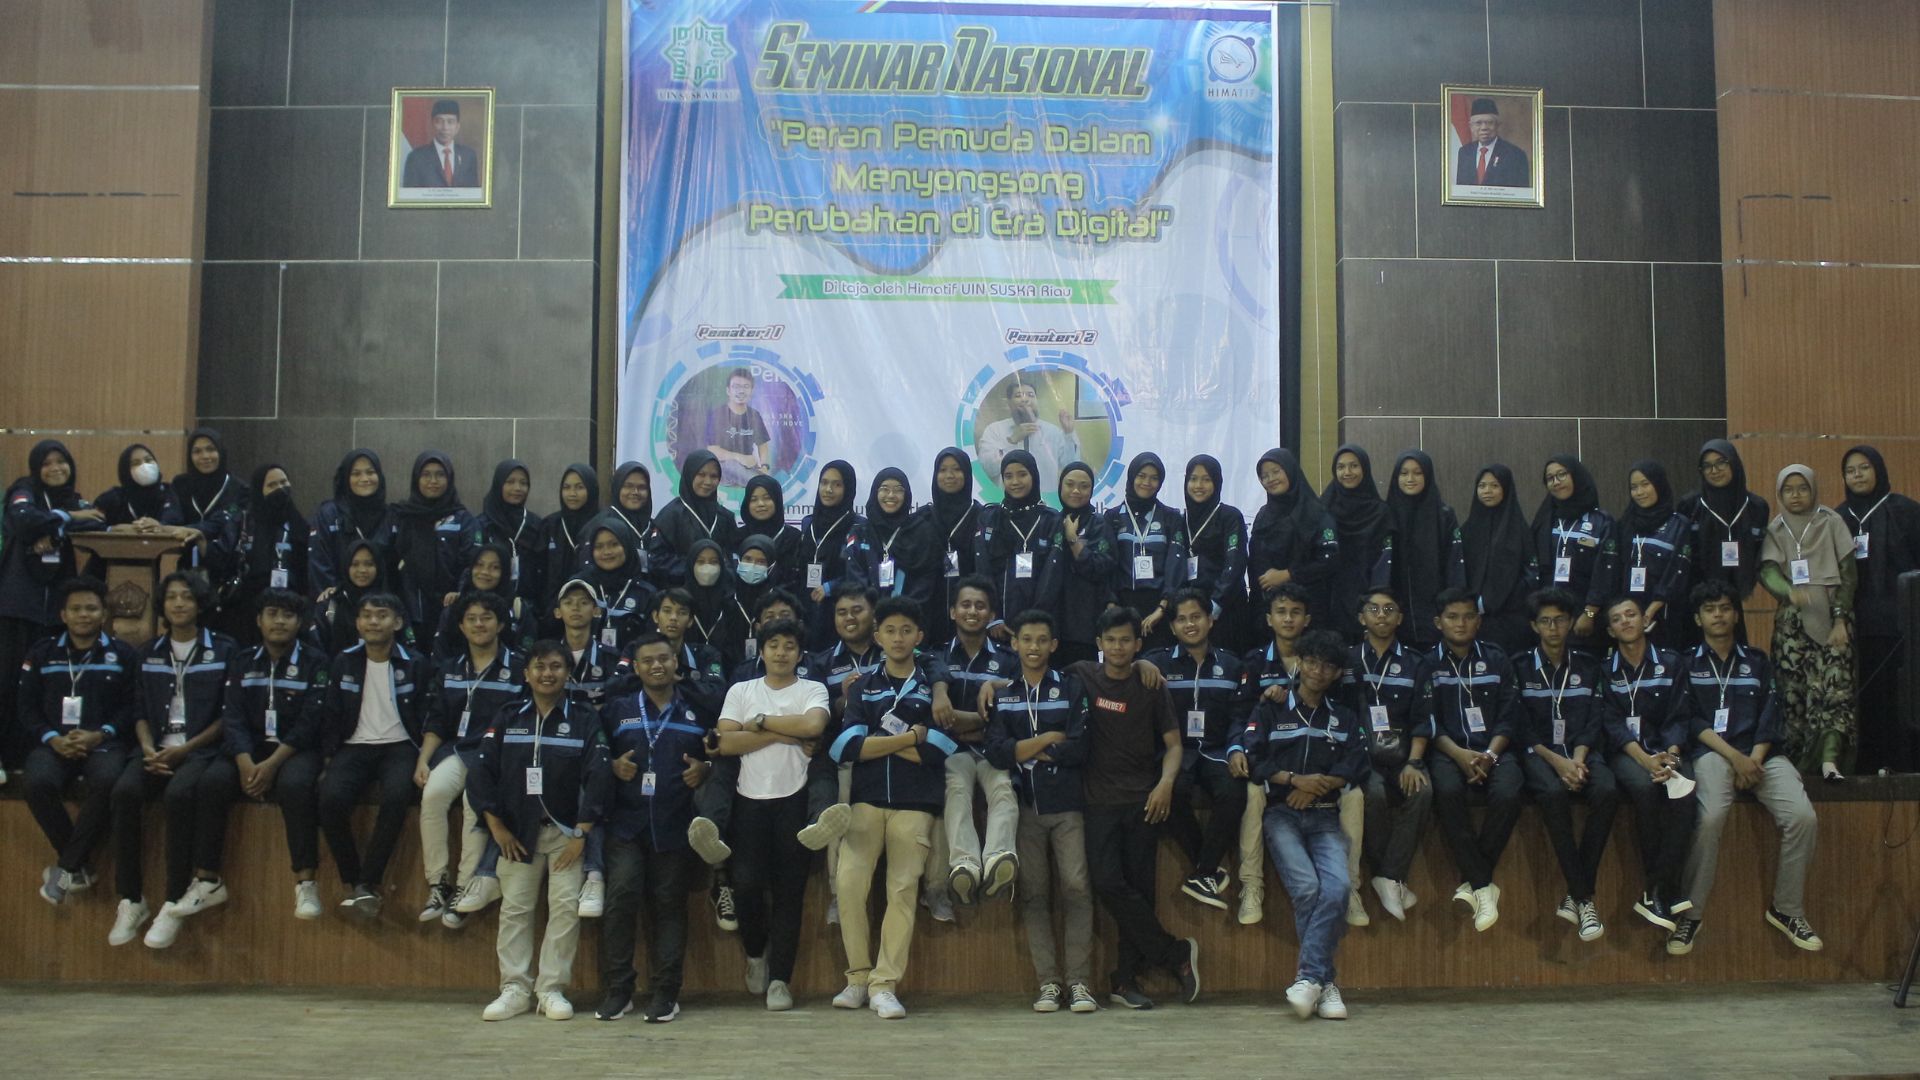 SEMINAR NASIONAL
UIN SUSKA RIAU
HIMATIF
"Peran Pemuda Dalam
Menyongsong
Perubahan di Era Digital"
Di taja oleh Himatif UIN SUSKA Riau
Pemateri 1
Pemateri 2
MAYBE?